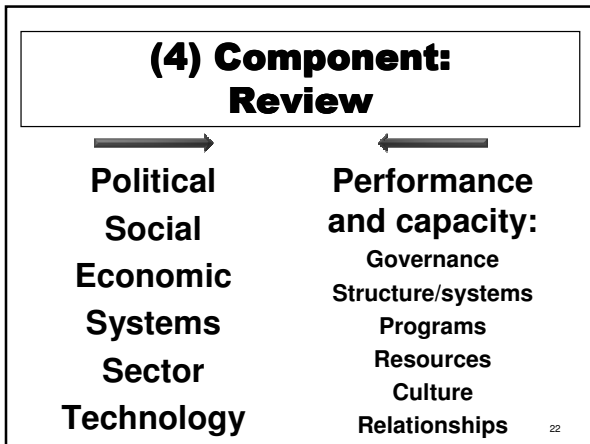 (4) Component:
Review
Political
Social
Economic
Systems
Sector
Technology
Performance
and capacity:
Governance
Structure/systems
Programs
Resources
Culture
Relationships
22